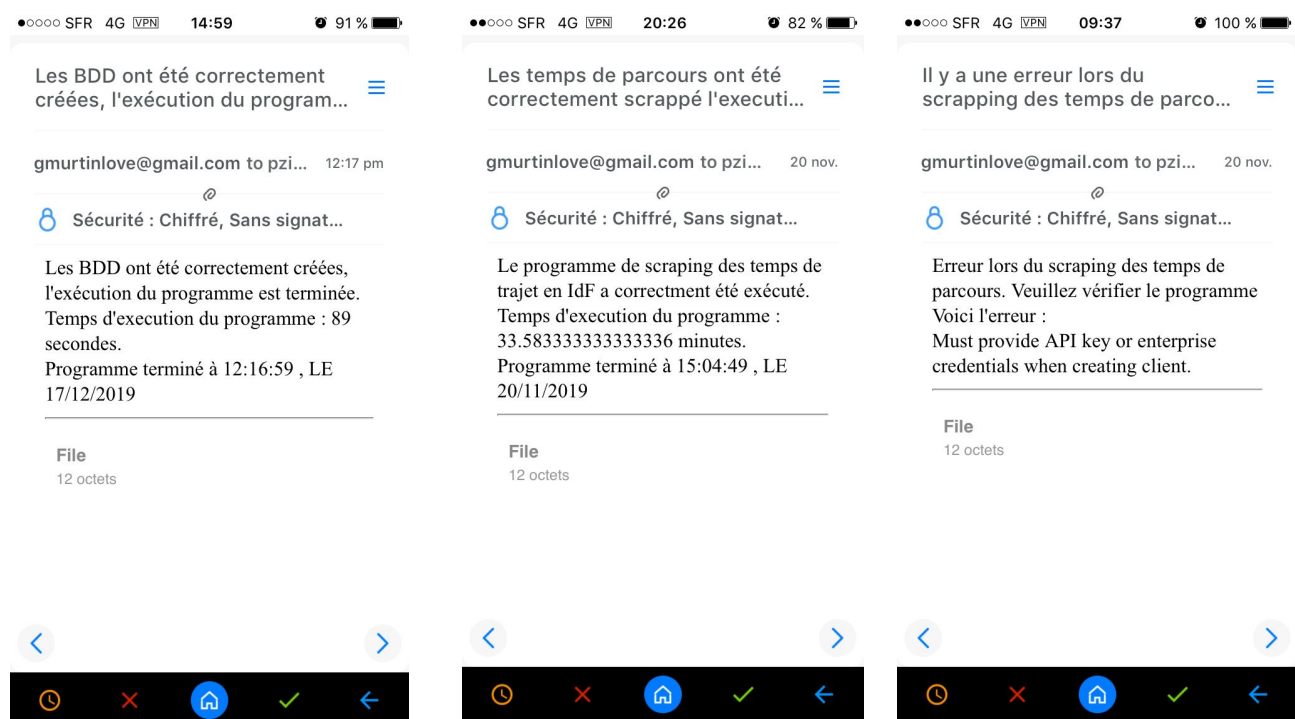 SFR 4G VPN 14:59 91 %
Les BDD ont été correctement
créées, l'exécution du program...
gmurtinlove@gmail.com to pzi... 12:17 pm
Sécurité : Chiffré, Sans signat...
Les BDD ont été correctement créées,
l'exécution du programme est terminée.
Temps d'execution du programme : 89
secondes.
Programme terminé à 12:16:59 , LE
17/12/2019
File
12 octets
SFR 4G VPN 20:26 82 %
Les temps de parcours ont été
correctement scrappé l'executi...
gmurtinlove@gmail.com to pzi... 20 nov.
Sécurité : Chiffré, Sans signat...
Le programme de scraping des temps de
trajet en IdF a correctment été exécuté.
Temps d'execution du programme :
33.583333333333336 minutes.
Programme terminé à 15:04:49 , LE
20/11/2019
File
12 octets
SFR 4G VPN 09:37 100 %
Il y a une erreur lors du
scrapping des temps de parco...
gmurtinlove@gmail.com to pzi... 20 nov.
Sécurité : Chiffré, Sans signat...
Erreur lors du scraping des temps de
parcours. Veuillez vérifier le programme
Voici l'erreur :
Must provide API key or enterprise
credentials when creating client.
File
12 octets